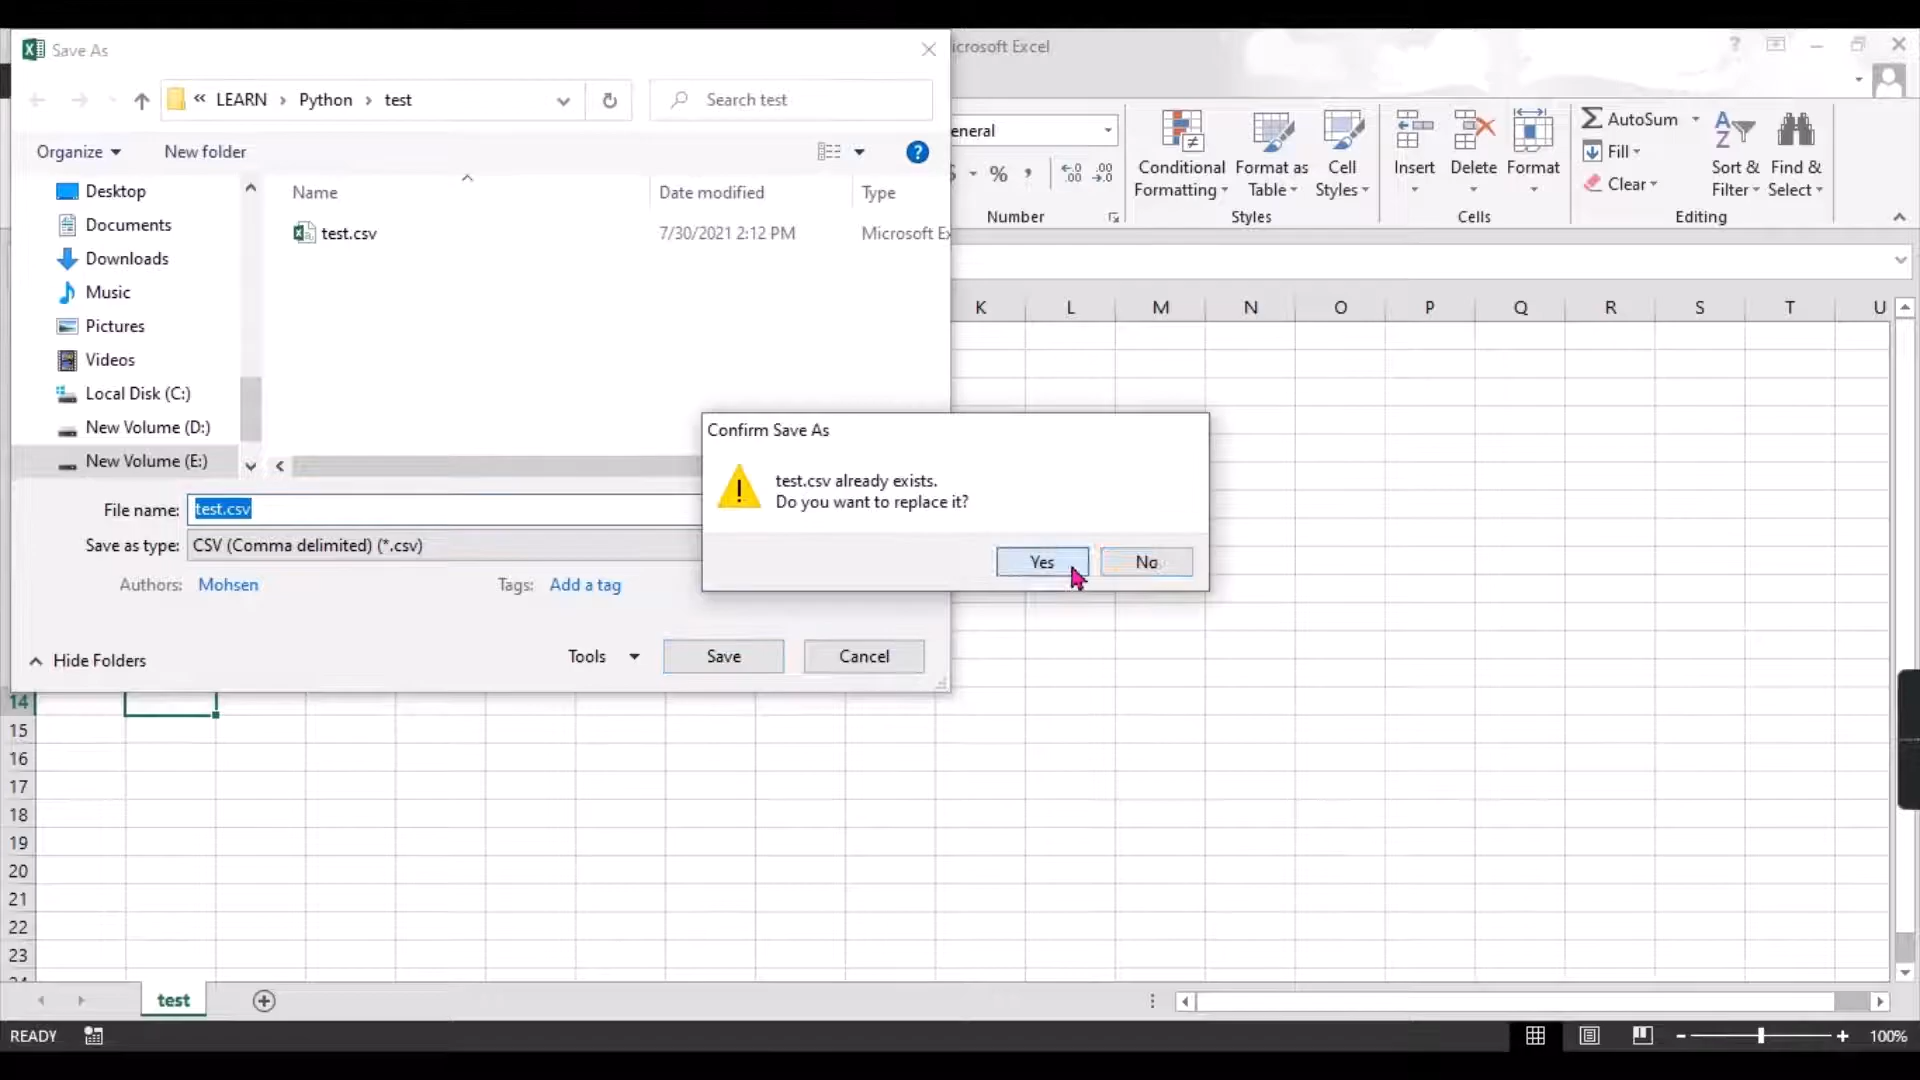 Save As
icrosoft Excel
LEARN › Python › test
Search test
Organize
New folder
Desktop
Documents
Downloads
Music
Pictures
Videos
Local Disk (C:)
New Volume (D:)
New Volume (E:)
Name
Date modified
Type
test.csv
7/30/2021 2:12 PM
Microsoft Ex
File name: test.csv
Save as type: CSV (Comma delimited) (*.csv)
Authors: Mohsen
Tags: Add a tag
Hide Folders
Tools
Save
Cancel
Confirm Save As
test.csv already exists.
Do you want to replace it?
Yes
No
eneral
% ,
Number
Conditional
Formatting
Format as
Table
Cell
Styles
Styles
Insert
Delete
Format
Cells
AutoSum
Fill
Clear
Sort &
Filter
Find &
Select
Editing
K L M N O P Q R S T U
14
15
16
17
18
19
20
21
22
23
test
READY
100%